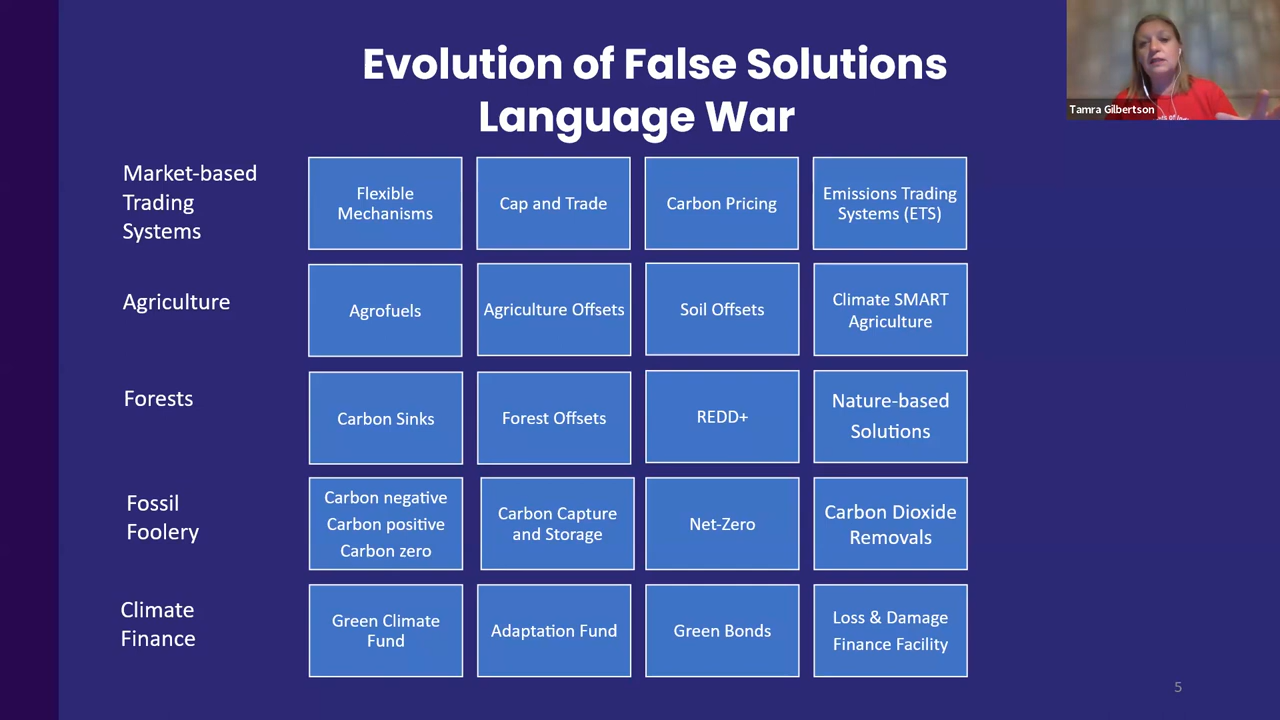 Evolution of False Solutions
Language War
Tamra Gilbertson
Market-based
Trading
Systems
Flexible
Mechanisms
Cap and Trade
Carbon Pricing
Emissions Trading
Systems (ETS)
Agriculture
Agrofuels
Agriculture Offsets
Soil Offsets
Climate SMART
Agriculture
Forests
Carbon Sinks
Forest Offsets
REDD+
Nature-based
Solutions
Fossil
Foolery
Carbon negative
Carbon positive
Carbon zero
Carbon Capture
and Storage
Net-Zero
Carbon Dioxide
Removals
Climate
Finance
Green Climate
Fund
Adaptation Fund
Green Bonds
Loss & Damage
Finance Facility
5